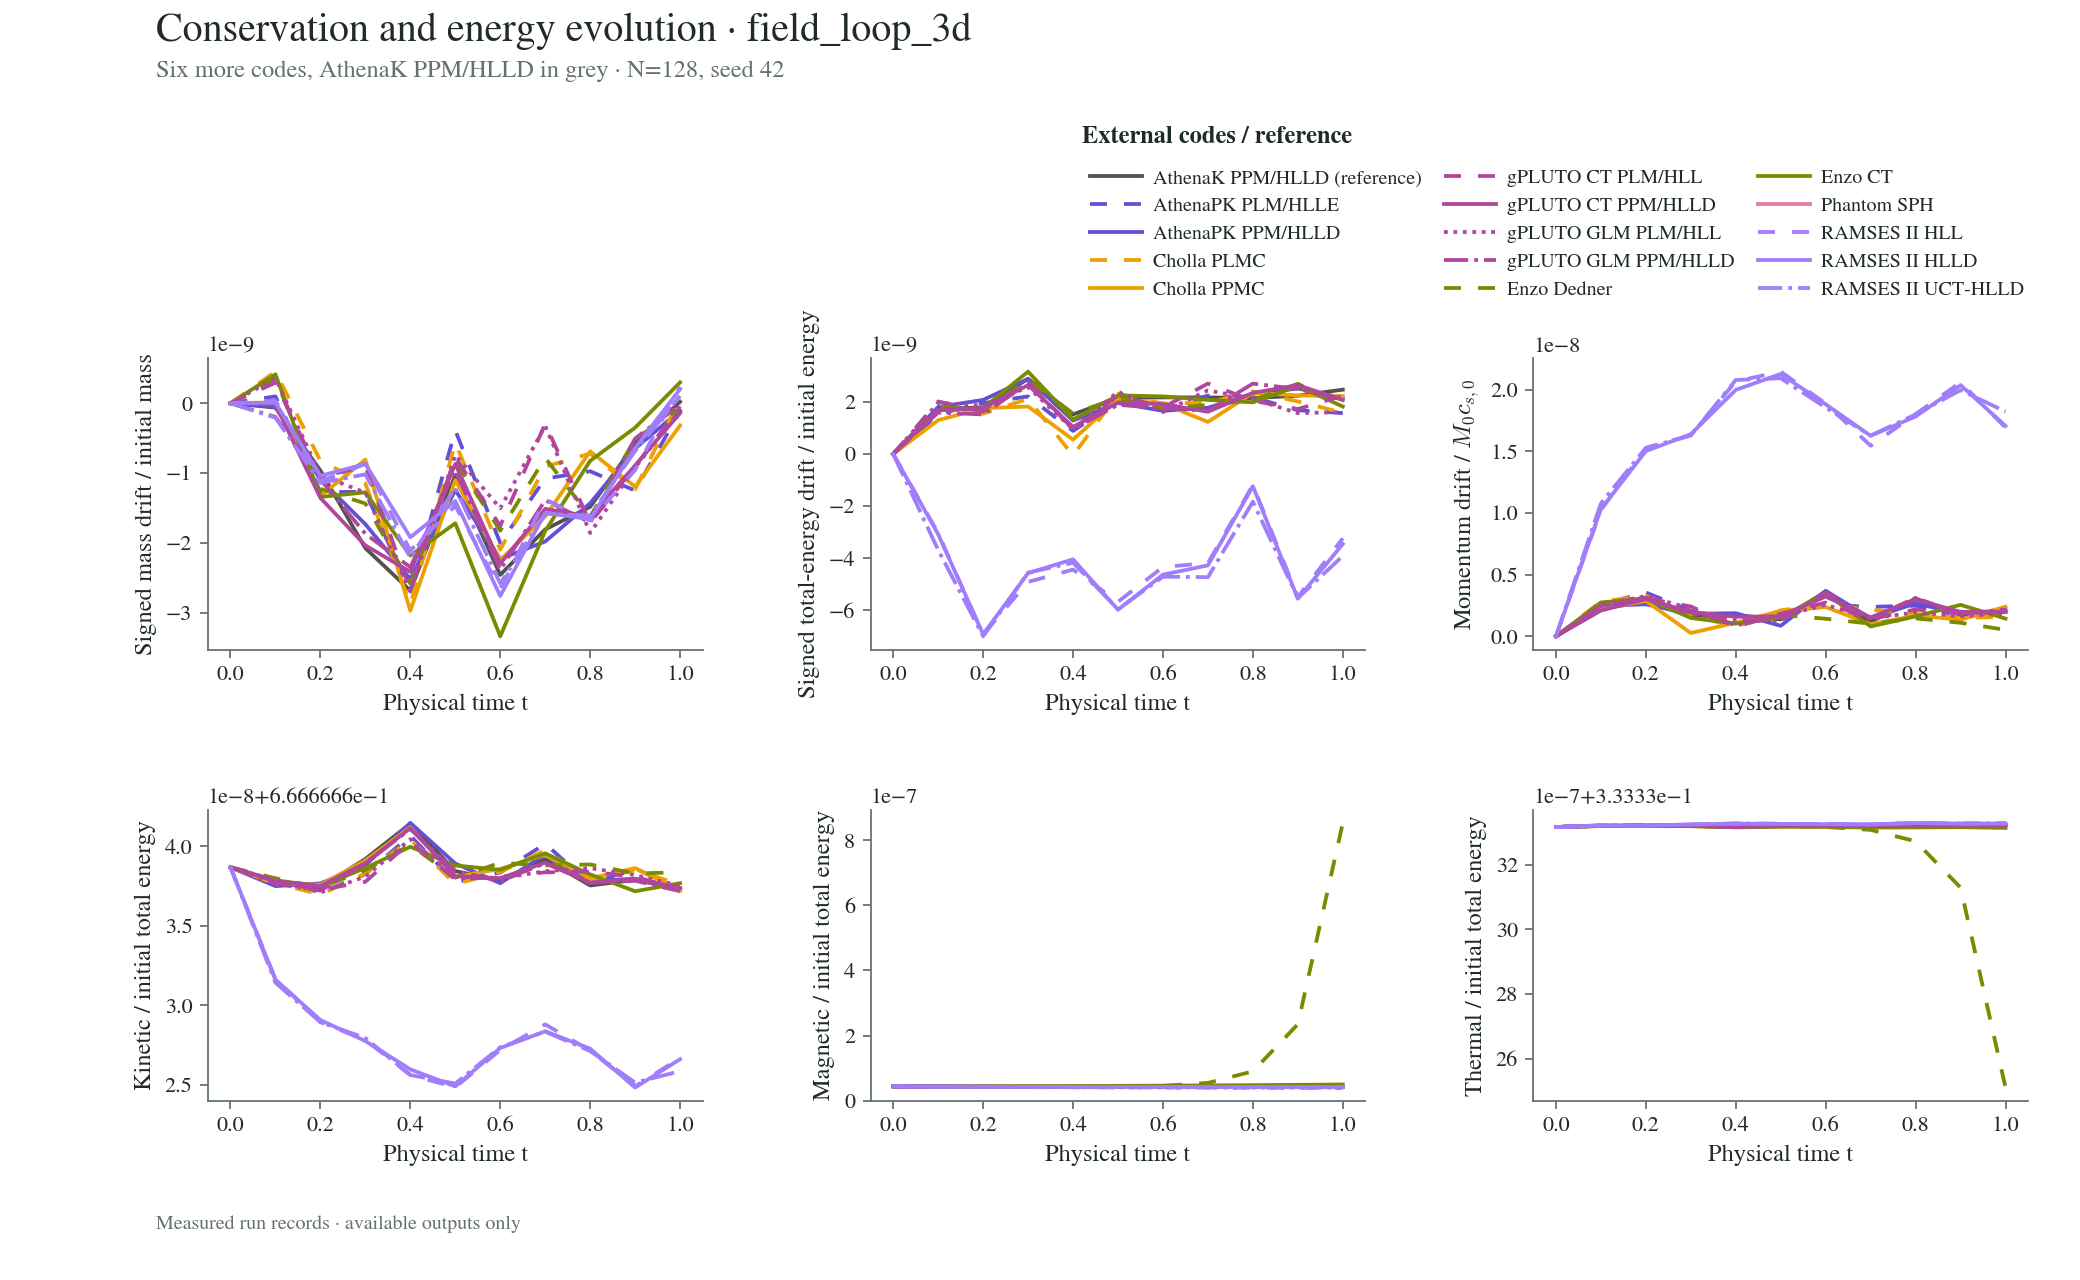 Conservation and energy evolution · field_loop_3d
Six more codes, AthenaK PPM/HLLD in grey · N=128, seed 42
External codes / reference
AthenaK PPM/HLLD (reference)
AthenaPK PLM/HLLE
AthenaPK PPM/HLLD
Cholla PLMC
Cholla PPMC
gPLUTO CT PLM/HLL
gPLUTO CT PPM/HLLD
gPLUTO GLM PLM/HLL
gPLUTO GLM PPM/HLLD
Enzo Dedner
Enzo CT
Phantom SPH
RAMSES II HLL
RAMSES II HLLD
RAMSES II UCT-HLLD
1e−9
Signed mass drift / initial mass
0
−1
−2
−3
0.0 0.2 0.4 0.6 0.8 1.0
Physical time t
1e−9
Signed total-energy drift / initial energy
2
0
−2
−4
−6
0.0 0.2 0.4 0.6 0.8 1.0
Physical time t
1e−8
Momentum drift / M₀cₛ,₀
2.0
1.5
1.0
0.5
0.0
0.0 0.2 0.4 0.6 0.8 1.0
Physical time t
1e−8+6.666666e−1
Kinetic / initial total energy
4.0
3.5
3.0
2.5
0.0 0.2 0.4 0.6 0.8 1.0
Physical time t
1e−7
Magnetic / initial total energy
8
6
4
2
0
0.0 0.2 0.4 0.6 0.8 1.0
Physical time t
1e−7+3.3333e−1
Thermal / initial total energy
32
30
28
26
0.0 0.2 0.4 0.6 0.8 1.0
Physical time t
Measured run records · available outputs only